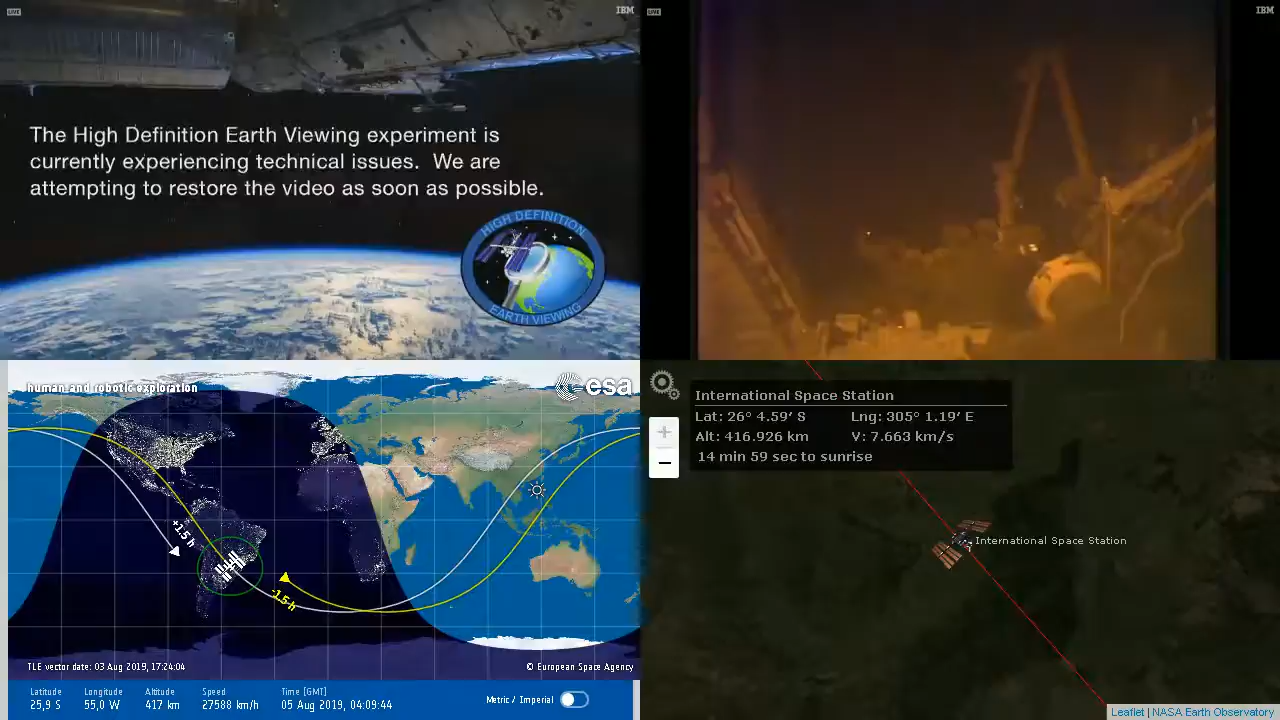 LIVE
IBM
The High Definition Earth Viewing experiment is
currently experiencing technical issues. We are
attempting to restore the video as soon as possible.
HIGH DEFINITION
EARTH VIEWING
LIVE
IBM
human and robotic exploration
esa
+1.5 h
-1.5 h
TLE vector date: 03 Aug 2019, 17:24:04
© European Space Agency
Latitude Longitude Altitude Speed Time [GMT]
25,9 S 55,0 W 417 km 27588 km/h 05 Aug 2019, 04:09:44
Metric / Imperial
International Space Station
Lat: 26° 4.59′ S Lng: 305° 1.19′ E
Alt: 416.926 km V: 7.663 km/s
14 min 59 sec to sunrise
+
−
International Space Station
Leaflet | NASA Earth Observatory